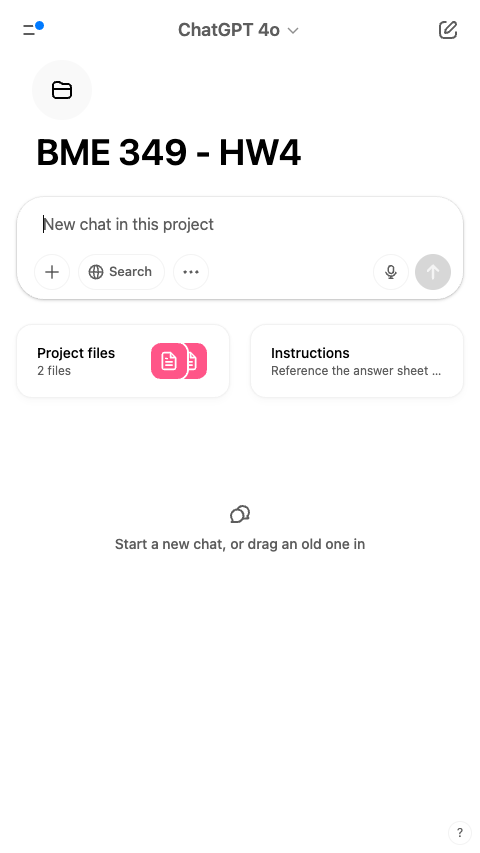 ChatGPT 4o
BME 349 - HW4
New chat in this project
Search
Project files
2 files
Instructions
Reference the answer sheet ...
Start a new chat, or drag an old one in
?